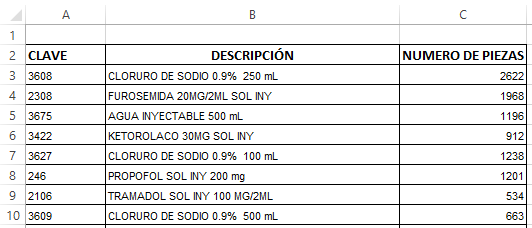 A B C
1
2 CLAVE DESCRIPCIÓN NUMERO DE PIEZAS
3 3608 CLORURO DE SODIO 0.9%  250 mL 2622
4 2308 FUROSEMIDA 20MG/2ML SOL INY 1968
5 3675 AGUA INYECTABLE 500 mL 1196
6 3422 KETOROLACO 30MG SOL INY 912
7 3627 CLORURO DE SODIO 0.9%  100 mL 1238
8 246 PROPOFOL SOL INY 200 mg 1201
9 2106 TRAMADOL SOL INY 100 MG/2ML 534
10 3609 CLORURO DE SODIO 0.9%  500 mL 663